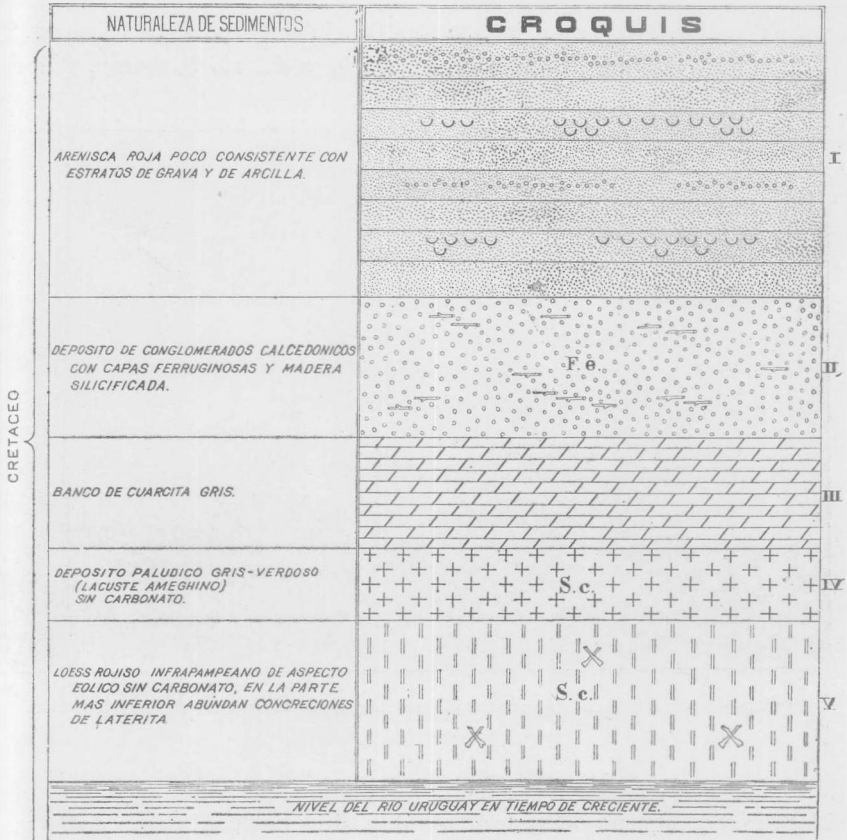 NATURALEZA DE SEDIMENTOS
CROQUIS
CRETACEO
ARENISCA ROJA POCO CONSISTENTE CON
ESTRATOS DE GRAVA Y DE ARCILLA.
I
DEPOSITO DE CONGLOMERADOS CALCEDONICOS
CON CAPAS FERRUGINOSAS Y MADERA
SILICIFICADA.
Fe.
II
BANCO DE CUARCITA GRIS.
III
DEPOSITO PALUDICO GRIS-VERDOSO
(LACUSTE AMEGHINO)
SIN CARBONATO.
S.c.
IV
LOESS ROJISO INFRAPAMPEANO DE ASPECTO
EOLICO SIN CARBONATO, EN LA PARTE
MAS INFERIOR ABUNDAN CONCRECIONES
DE LATERITA
S.c.
V
NIVEL DEL RIO URUGUAY EN TIEMPO DE CRECIENTE.